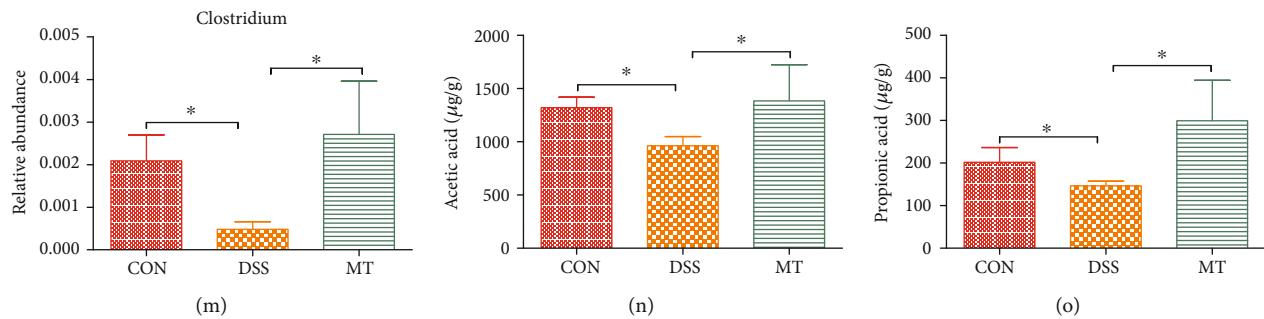 Clostridium
Relative abundance
0.005
0.004
0.003
0.002
0.001
0.000
*
*
CON DSS MT
(m)
Acetic acid (μg/g)
2000
1500
1000
500
0
*
*
CON DSS MT
(n)
Propionic acid (μg/g)
500
400
300
200
100
0
*
*
CON DSS MT
(o)